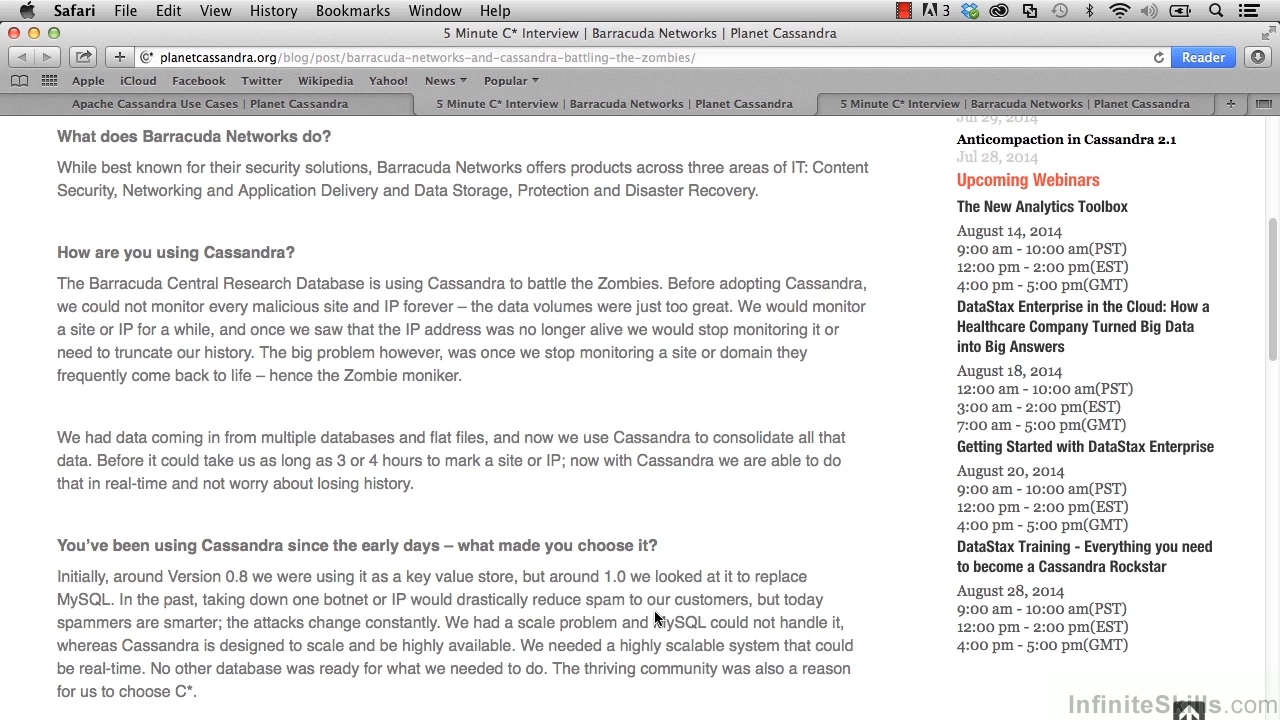 Safari File Edit View History Bookmarks Window Help
3
5 Minute C* Interview | Barracuda Networks | Planet Cassandra
planetcassandra.org/blog/post/barracuda-networks-and-cassandra-battling-the-zombies/
Reader
Apple iCloud Facebook Twitter Wikipedia Yahoo! News Popular
Apache Cassandra Use Cases | Planet Cassandra
5 Minute C* Interview | Barracuda Networks | Planet Cassandra
5 Minute C* Interview | Barracuda Networks | Planet Cassandra
What does Barracuda Networks do?
While best known for their security solutions, Barracuda Networks offers products across three areas of IT: Content
Security, Networking and Application Delivery and Data Storage, Protection and Disaster Recovery.
How are you using Cassandra?
The Barracuda Central Research Database is using Cassandra to battle the Zombies. Before adopting Cassandra,
we could not monitor every malicious site and IP forever – the data volumes were just too great. We would monitor
a site or IP for a while, and once we saw that the IP address was no longer alive we would stop monitoring it or
need to truncate our history. The big problem however, was once we stop monitoring a site or domain they
frequently come back to life – hence the Zombie moniker.
We had data coming in from multiple databases and flat files, and now we use Cassandra to consolidate all that
data. Before it could take us as long as 3 or 4 hours to mark a site or IP; now with Cassandra we are able to do
that in real-time and not worry about losing history.
You've been using Cassandra since the early days – what made you choose it?
Initially, around Version 0.8 we were using it as a key value store, but around 1.0 we looked at it to replace
MySQL. In the past, taking down one botnet or IP would drastically reduce spam to our customers, but today
spammers are smarter; the attacks change constantly. We had a scale problem and MySQL could not handle it,
whereas Cassandra is designed to scale and be highly available. We needed a highly scalable system that could
be real-time. No other database was ready for what we needed to do. The thriving community was also a reason
for us to choose C*.
Jul 29, 2014
Anticompaction in Cassandra 2.1
Jul 28, 2014
Upcoming Webinars
The New Analytics Toolbox
August 14, 2014
9:00 am - 10:00 am(PST)
12:00 pm - 2:00 pm(EST)
4:00 pm - 5:00 pm(GMT)
DataStax Enterprise in the Cloud: How a
Healthcare Company Turned Big Data
into Big Answers
August 18, 2014
12:00 am - 10:00 am(PST)
3:00 am - 2:00 pm(EST)
7:00 am - 5:00 pm(GMT)
Getting Started with DataStax Enterprise
August 20, 2014
9:00 am - 10:00 am(PST)
12:00 pm - 2:00 pm(EST)
4:00 pm - 5:00 pm(GMT)
DataStax Training - Everything you need
to become a Cassandra Rockstar
August 28, 2014
9:00 am - 10:00 am(PST)
12:00 pm - 2:00 pm(EST)
4:00 pm - 5:00 pm(GMT)
InfiniteSkills.com